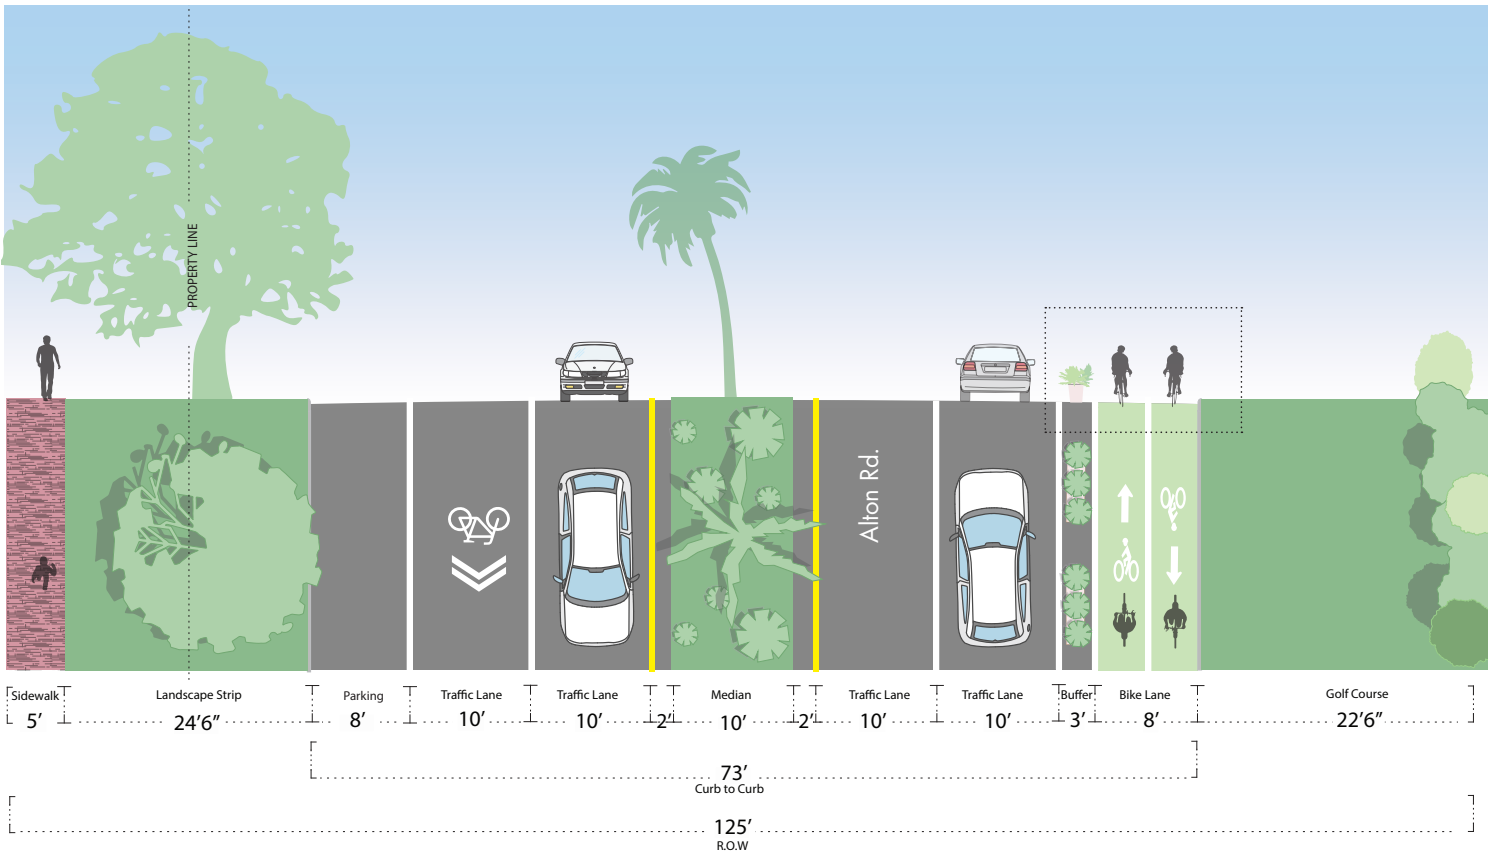 PROPERTY LINE
Alton Rd.
Sidewalk
5’
Landscape Strip
24’6’’
Parking
8’
Traffic Lane
10’
Traffic Lane
10’
2’
Median
10’
2’
Traffic Lane
10’
Traffic Lane
10’
Buffer
3’
Bike Lane
8’
Golf Course
22’6’’
73’
Curb to Curb
125’
R.O.W